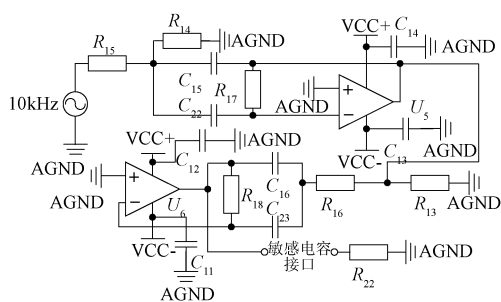 R14
AGND
VCC+
C14
AGND
R15
C15
R17
10kHz
C22
AGND
U5
AGND
VCC-
AGND
VCC+
AGND
C12
C13
C16
AGND
U6
R18
C23
R16
R13
AGND
VCC-
敏感电容
接口
C11
R22
AGND
AGND